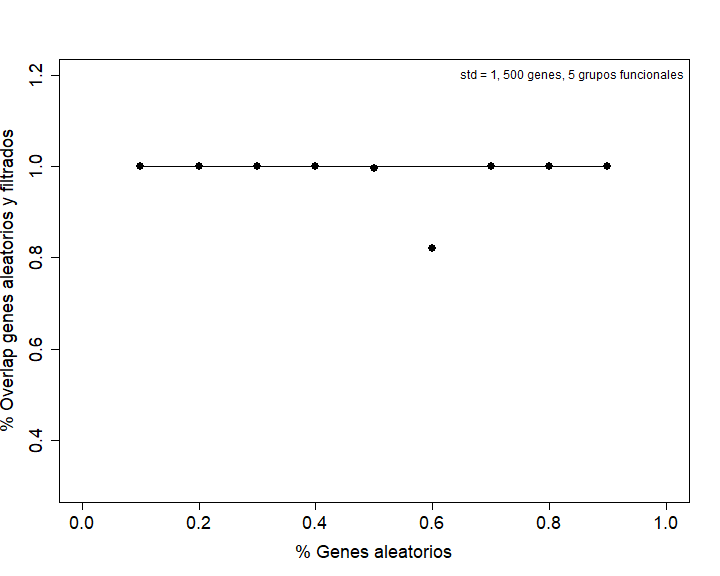 std = 1, 500 genes, 5 grupos funcionales
% Overlap genes aleatorios y filtrados
1.2
1.0
0.8
0.6
0.4
0.0 0.2 0.4 0.6 0.8 1.0
% Genes aleatorios